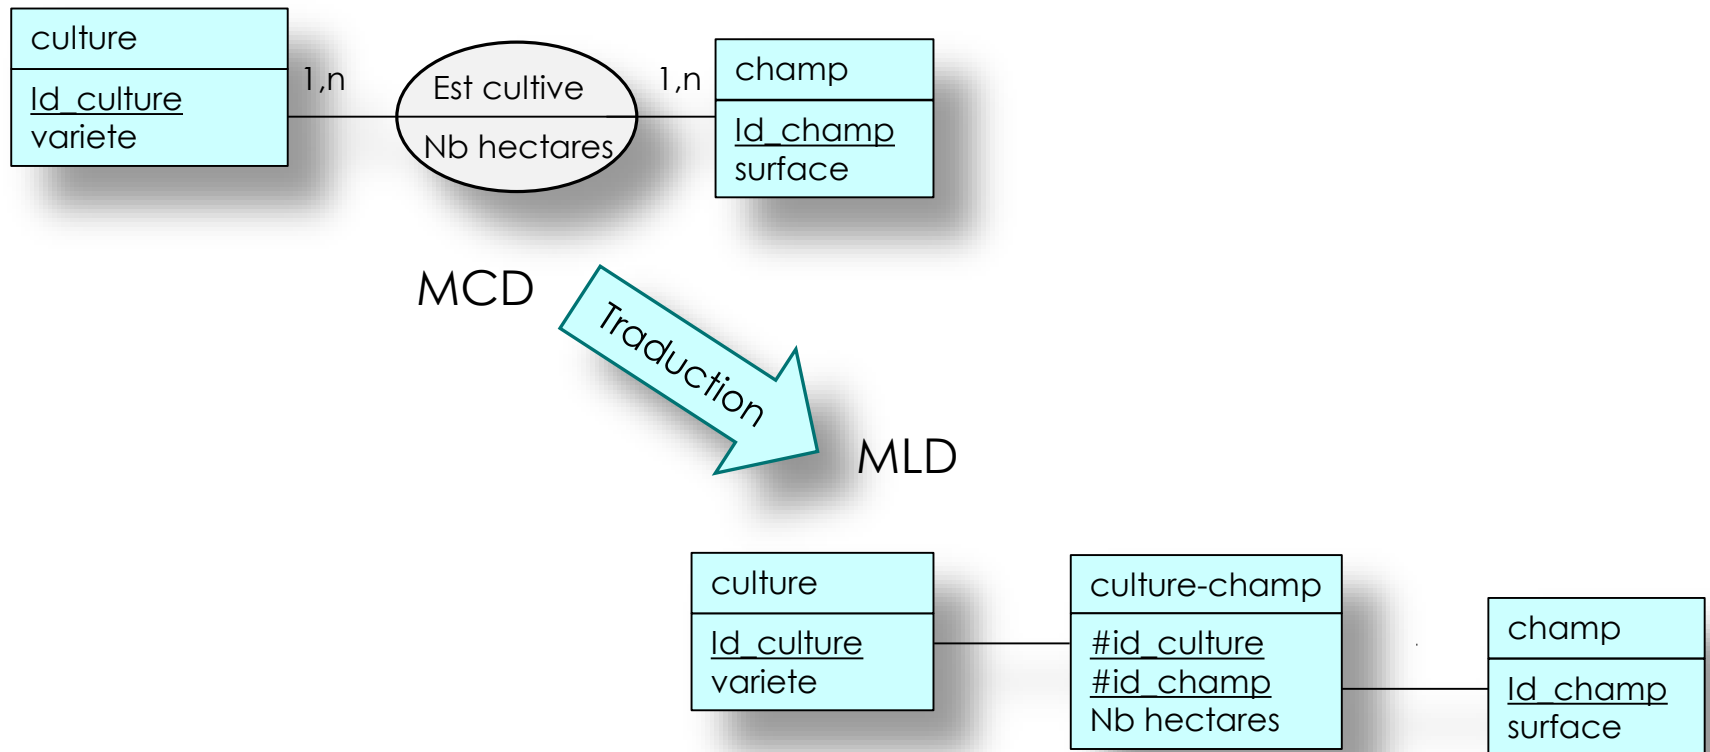 culture
Id_culture
variete
1,n
Est cultive
Nb hectares
1,n
champ
Id_champ
surface
MCD
Traduction
MLD
culture
Id_culture
variete
culture-champ
#id_culture
#id_champ
Nb hectares
champ
Id_champ
surface